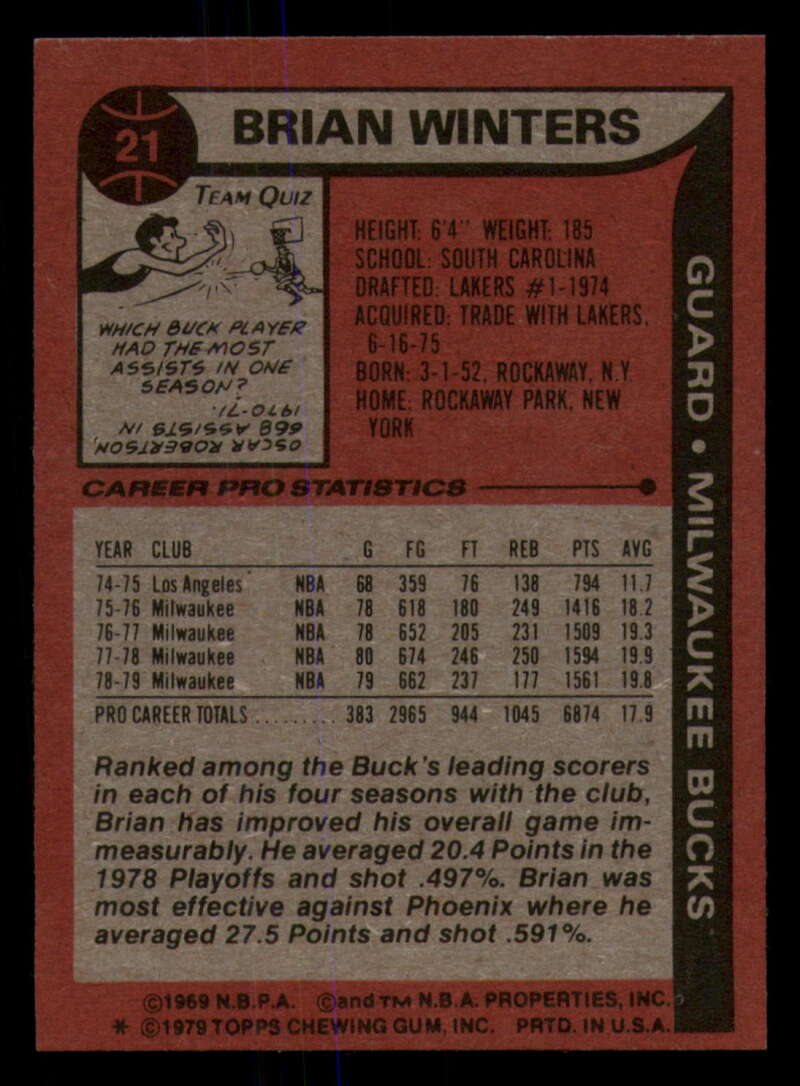 21
BRIAN WINTERS
TEAM QUIZ
WHICH BUCK PLAYER
HAD THE MOST
ASSISTS IN ONE
SEASON?
OSCAR ROBERTSON,
668 ASSISTS IN
1970-71.
HEIGHT: 6'4" WEIGHT: 185
SCHOOL: SOUTH CAROLINA
DRAFTED: LAKERS #1-1974
ACQUIRED: TRADE WITH LAKERS,
6-16-75
BORN: 3-1-52, ROCKAWAY, N.Y.
HOME: ROCKAWAY PARK, NEW
YORK
GUARD • MILWAUKEE BUCKS
CAREER PRO STATISTICS
YEAR CLUB G FG FT REB PTS AVG
74-75 Los Angeles NBA 68 359 76 138 794 11.7
75-76 Milwaukee NBA 78 618 180 249 1416 18.2
76-77 Milwaukee NBA 78 652 205 231 1509 19.3
77-78 Milwaukee NBA 80 674 246 250 1594 19.9
78-79 Milwaukee NBA 79 662 237 177 1561 19.8
PRO CAREER TOTALS ......... 383 2965 944 1045 6874 17.9
Ranked among the Buck's leading scorers
in each of his four seasons with the club,
Brian has improved his overall game im-
measurably. He averaged 20.4 Points in the
1978 Playoffs and shot .497%. Brian was
most effective against Phoenix where he
averaged 27.5 Points and shot .591%.
©1969 N.B.P.A. ©and TM N.B.A. PROPERTIES, INC.
* ©1979 TOPPS CHEWING GUM, INC. PRTD. IN U.S.A.